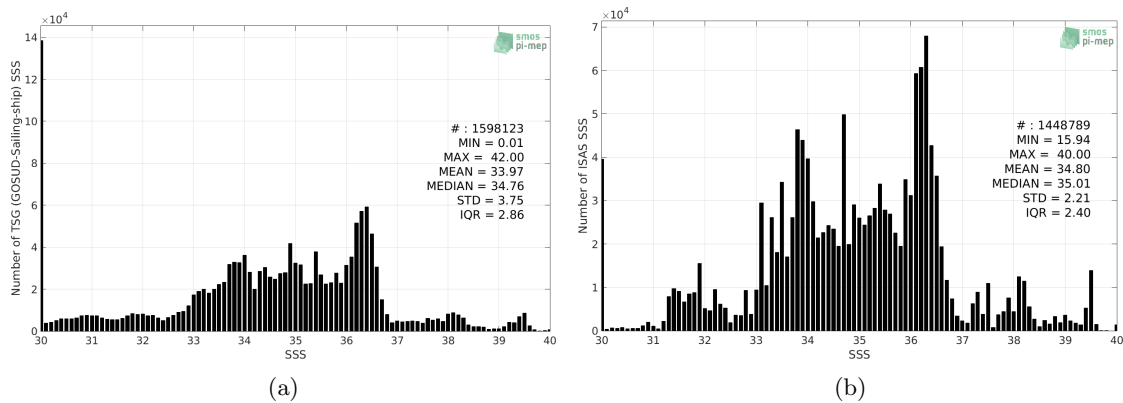 ×10⁴
smos
pi-mep
14
12
10
8
6
4
2
0
Number of TSG (GOSUD-Sailing-ship) SSS
# : 1598123
MIN = 0.01
MAX = 42.00
MEAN = 33.97
MEDIAN = 34.76
STD = 3.75
IQR = 2.86
30 31 32 33 34 35 36 37 38 39 40
SSS
(a)
×10⁴
smos
pi-mep
7
6
5
4
3
2
1
0
Number of ISAS SSS
# : 1448789
MIN = 15.94
MAX = 40.00
MEAN = 34.80
MEDIAN = 35.01
STD = 2.21
IQR = 2.40
30 31 32 33 34 35 36 37 38 39 40
SSS
(b)